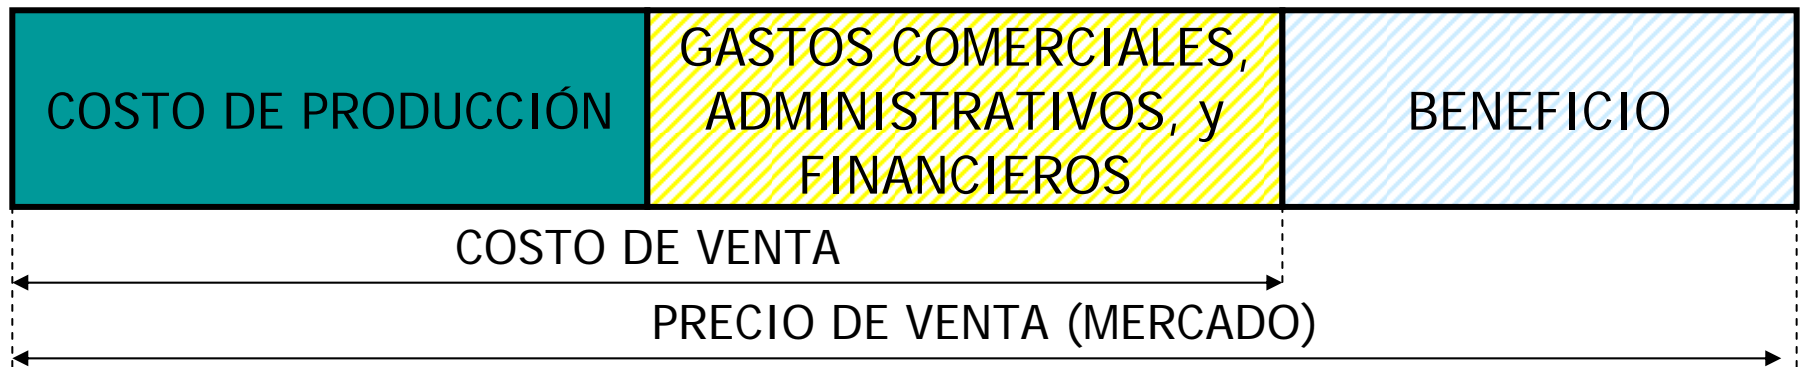 COSTO DE PRODUCCIÓN
GASTOS COMERCIALES,
ADMINISTRATIVOS, y
FINANCIEROS
BENEFICIO
COSTO DE VENTA
PRECIO DE VENTA (MERCADO)